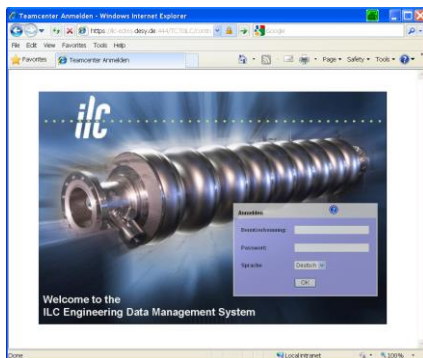 Teamcenter Anmelden - Windows Internet Explorer
Google
File Edit View Favorites Tools Help
Favorites Teamcenter Anmelden Page Safety Tools
ilc
Anmelden
Benutzerkennung:
Passwort:
Sprache Deutsch
OK
Welcome to the
ILC Engineering Data Management System
Done Local intranet 100%